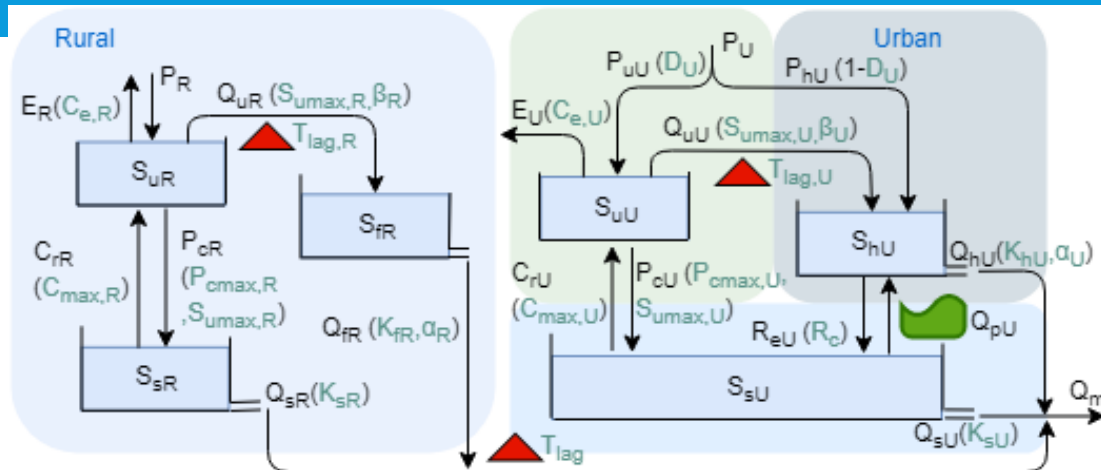 Rural
P_R
E_R(C_e,R)
Q_uR (S_umax,R,β_R)
T_lag,R
S_uR
S_fR
C_rR
(C_max,R)
P_cR
(P_cmax,R
,S_umax,R)
Q_fR (K_fR,α_R)
S_sR
Q_sR(K_sR)
T_lag
Urban
P_U
P_uU (D_U)
P_hU (1-D_U)
E_U(C_e,U)
Q_uU (S_umax,U,β_U)
T_lag,U
S_uU
S_hU
Q_hU(K_hU,α_U)
C_rU
(C_max,U)
P_cU (P_cmax,U,
S_umax,U)
R_eU (R_c)
Q_pU
S_sU
Q_sU(K_sU)
Q_m